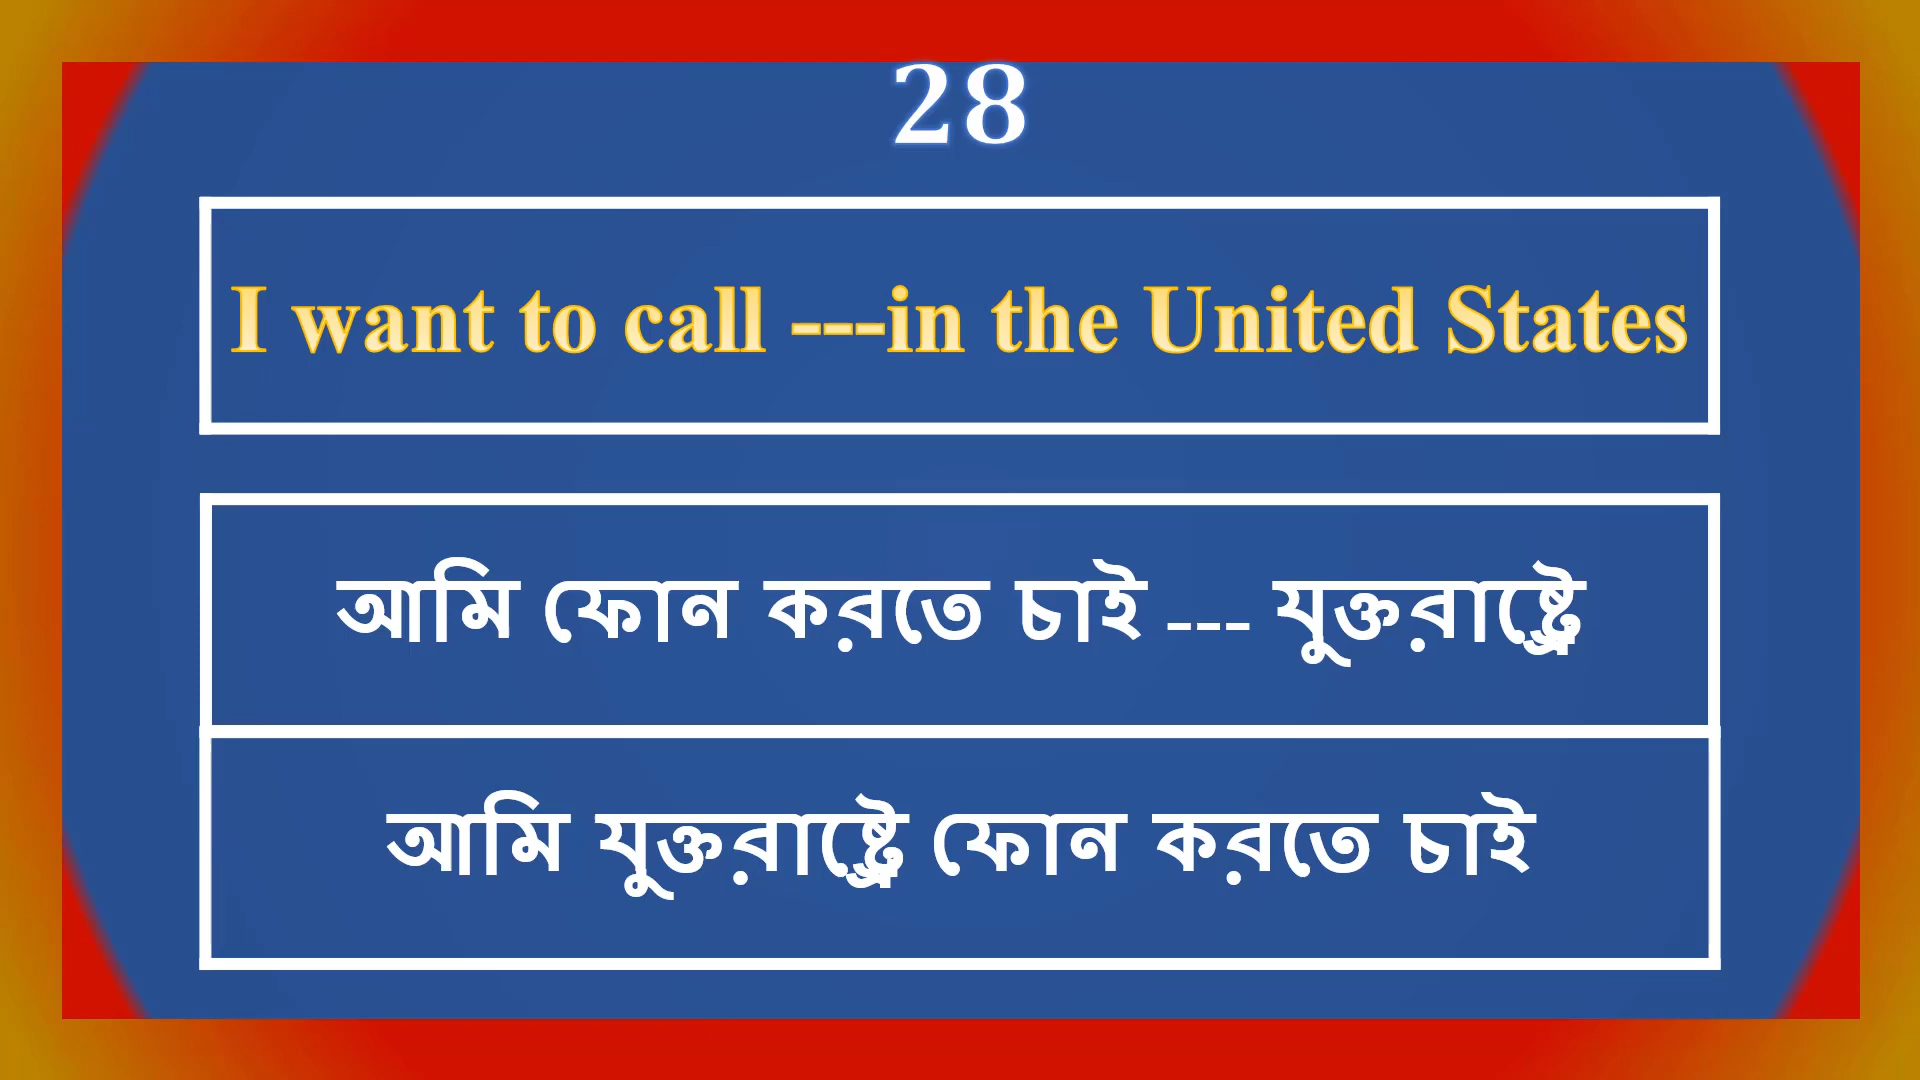 28
I want to call ---in the United States
আমি ফোন করতে চাই --- যুক্তরাষ্ট্রে
আমি যুক্তরাষ্ট্রে ফোন করতে চাই